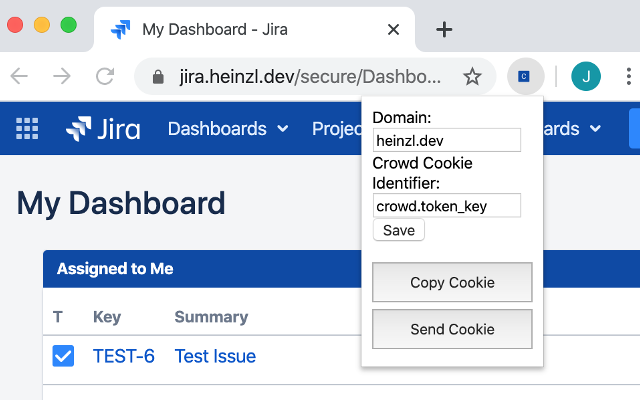 My Dashboard - Jira
jira.heinzl.dev/secure/Dashbo...
C
J
Jira
Dashboards
Projec
ards
Domain:
heinzl.dev
Crowd Cookie
Identifier:
crowd.token_key
Save
Copy Cookie
Send Cookie
My Dashboard
Assigned to Me
T Key Summary
TEST-6 Test Issue